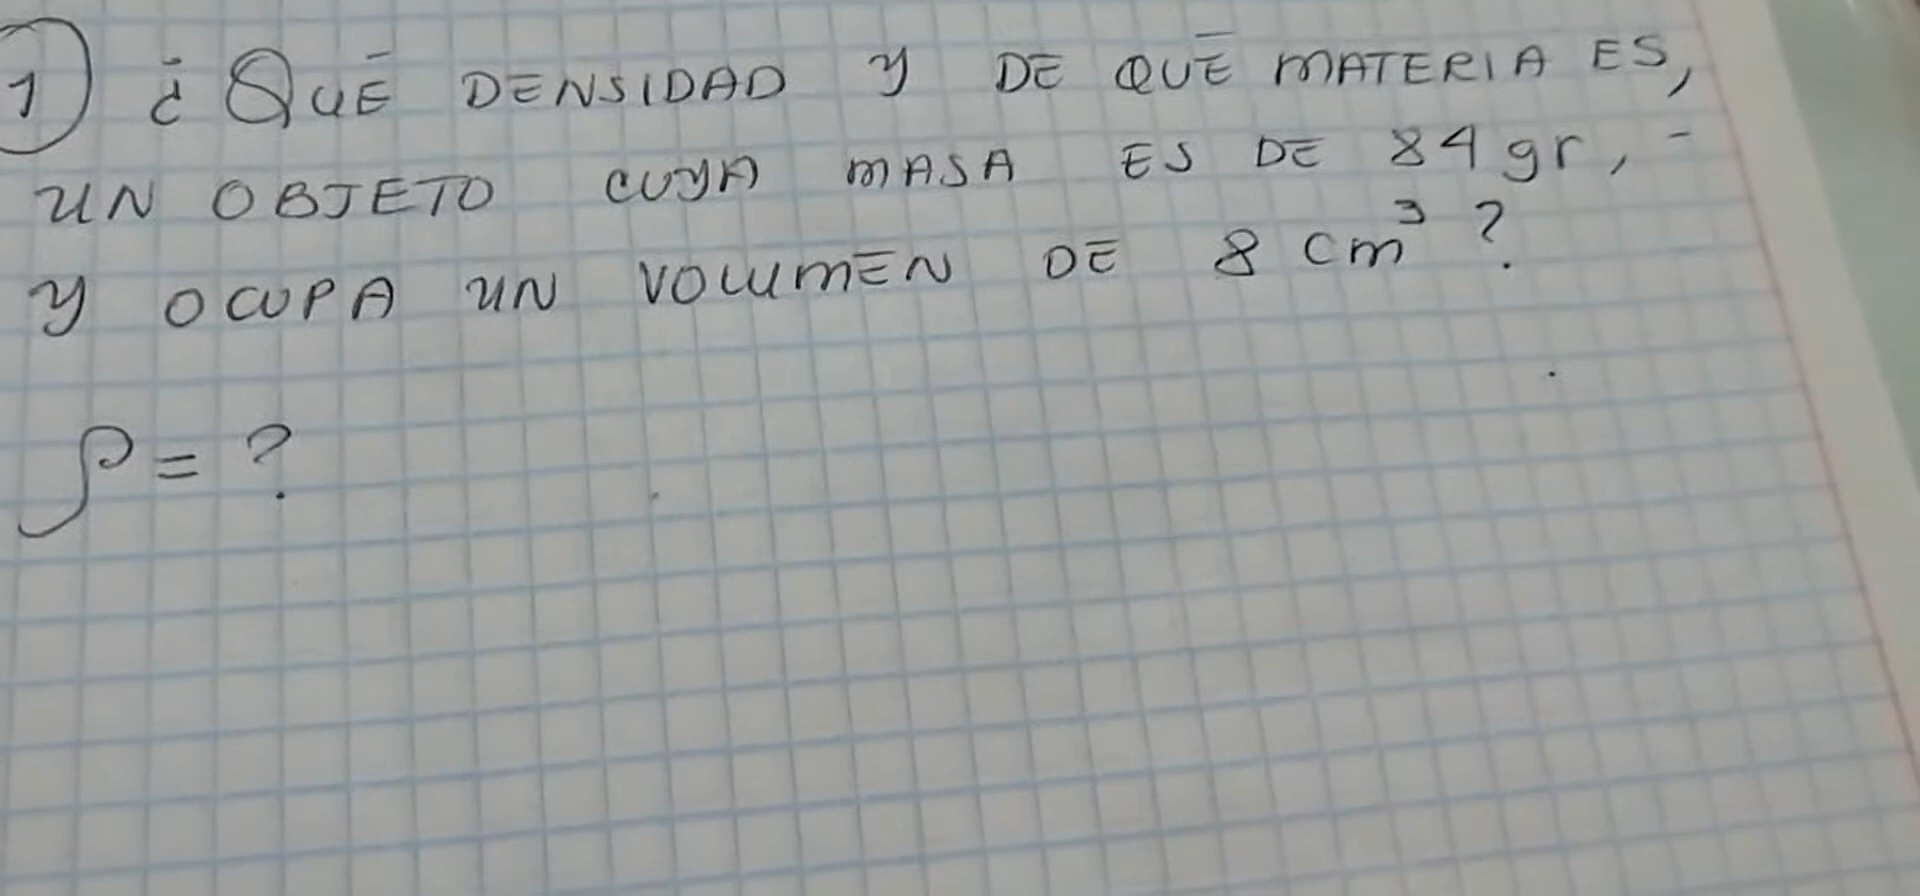 1) ¿QUÉ DENSIDAD Y DE QUÉ MATERIA ES,
UN OBJETO CUYA MASA ES DE 84 gr, -
Y OCUPA UN VOLUMEN DE 8 cm³ ?
ρ = ?